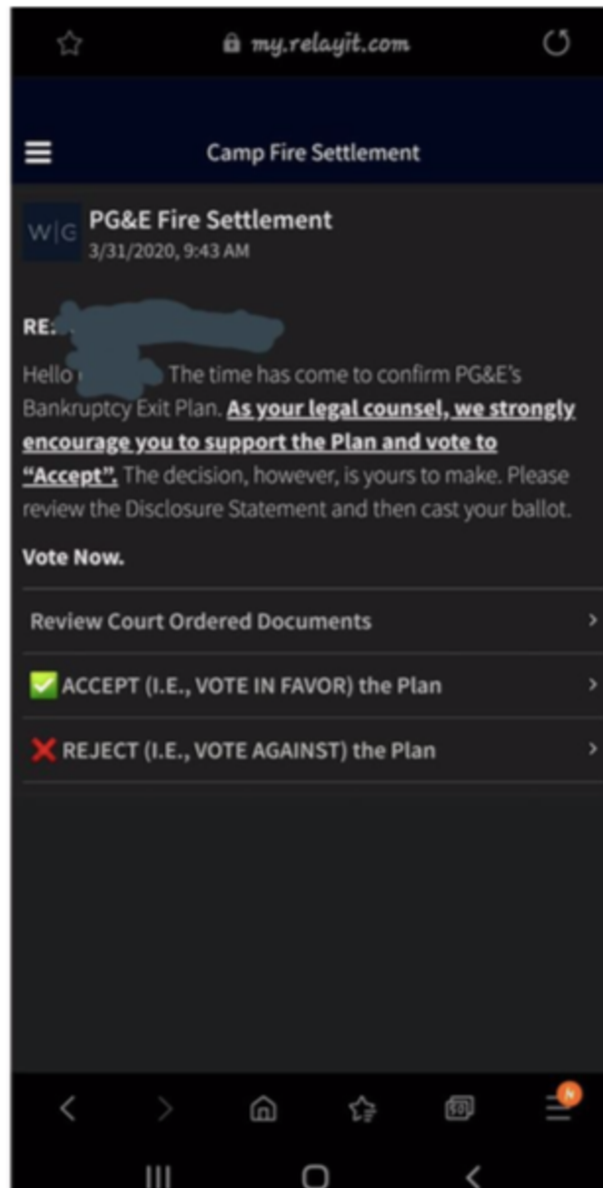 my.relayit.com
Camp Fire Settlement
W|G
PG&E Fire Settlement
3/31/2020, 9:43 AM
RE:
Hello The time has come to confirm PG&E's
Bankruptcy Exit Plan. As your legal counsel, we strongly
encourage you to support the Plan and vote to
“Accept”. The decision, however, is yours to make. Please
review the Disclosure Statement and then cast your ballot.
Vote Now.
Review Court Ordered Documents
ACCEPT (I.E., VOTE IN FAVOR) the Plan
REJECT (I.E., VOTE AGAINST) the Plan